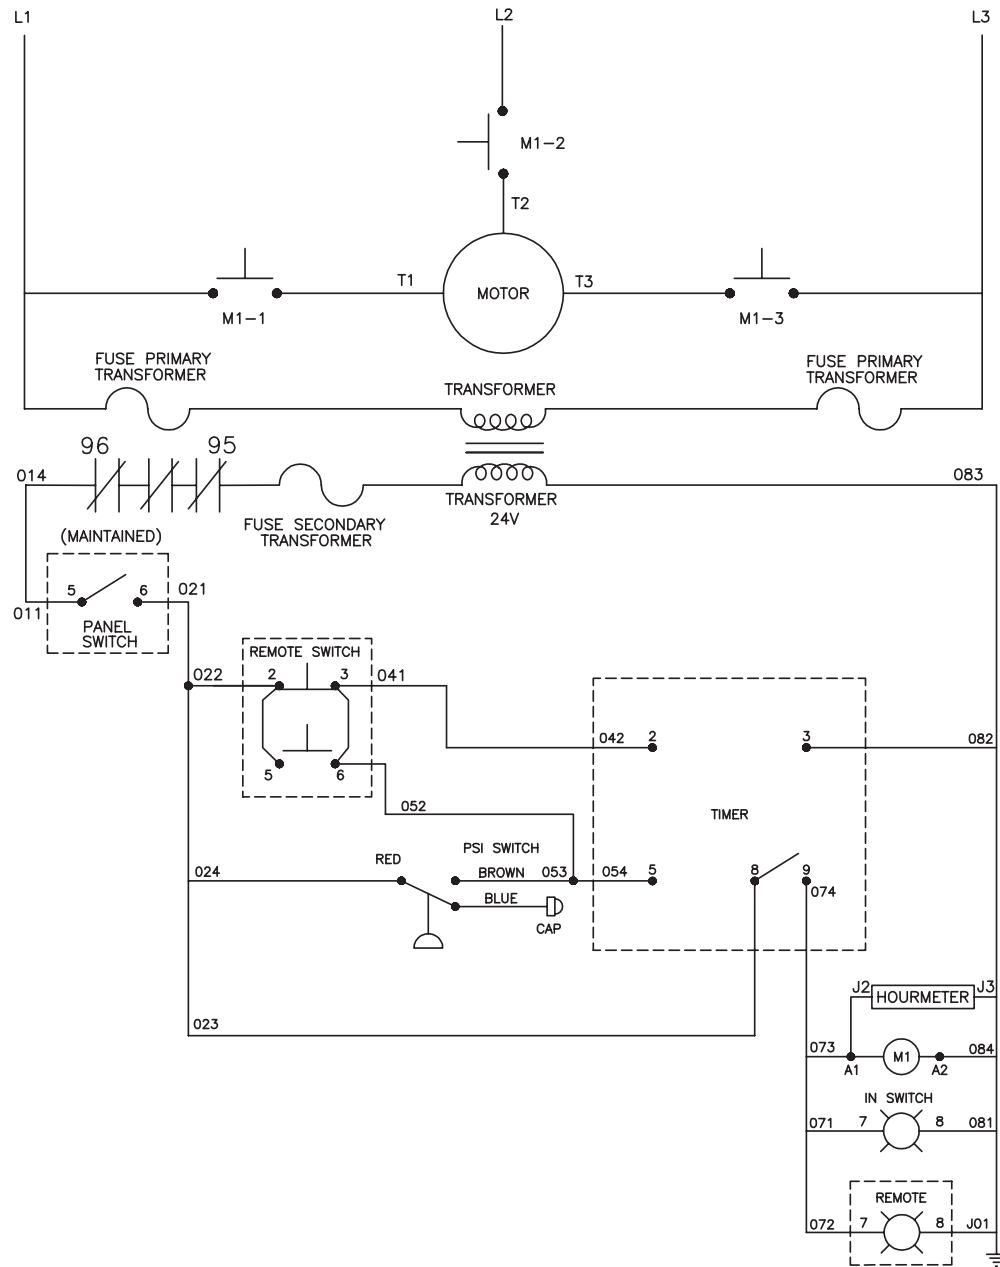 L1
L2
L3
M1-2
T2
T1
MOTOR
T3
M1-1
M1-3
FUSE PRIMARY
TRANSFORMER
TRANSFORMER
FUSE PRIMARY
TRANSFORMER
96
95
014
083
TRANSFORMER
24V
FUSE SECONDARY
TRANSFORMER
(MAINTAINED)
5
6
021
011
PANEL
SWITCH
REMOTE SWITCH
022
2
3
041
5
6
042
2
3
082
052
TIMER
PSI SWITCH
RED
024
BROWN
053
054
5
8
9
074
BLUE
CAP
023
J2
HOURMETER
J3
073
M1
084
A1
A2
IN SWITCH
071
7
8
081
REMOTE
072
7
8
J01